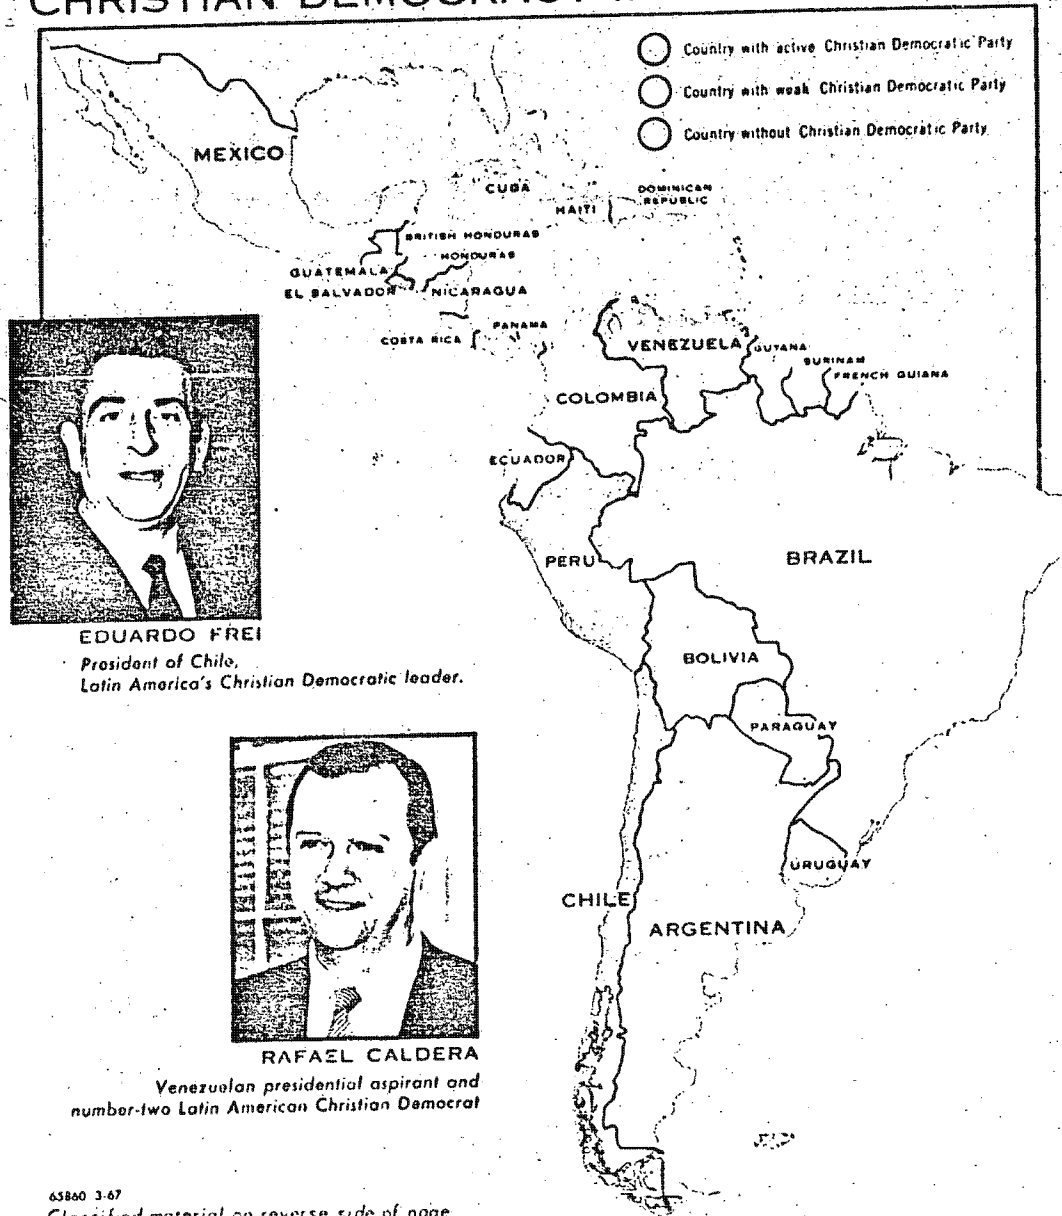 CHRISTIAN DEMOCRACY
Country with active Christian Democratic Party
Country with weak Christian Democratic Party
Country without Christian Democratic Party
MEXICO
CUBA
HAITI
DOMINICAN
REPUBLIC
BRITISH HONDURAS
HONDURAS
GUATEMALA
EL SALVADOR
NICARAGUA
COSTA RICA
PANAMA
VENEZUELA
GUYANA
SURINAM
FRENCH GUIANA
COLOMBIA
ECUADOR
PERU
BRAZIL
BOLIVIA
PARAGUAY
URUGUAY
CHILE
ARGENTINA
EDUARDO FREI
President of Chile,
Latin America's Christian Democratic leader.
RAFAEL CALDERA
Venezuelan presidential aspirant and
number-two Latin American Christian Democrat
65860 3-67
Classified material on reverse side of page